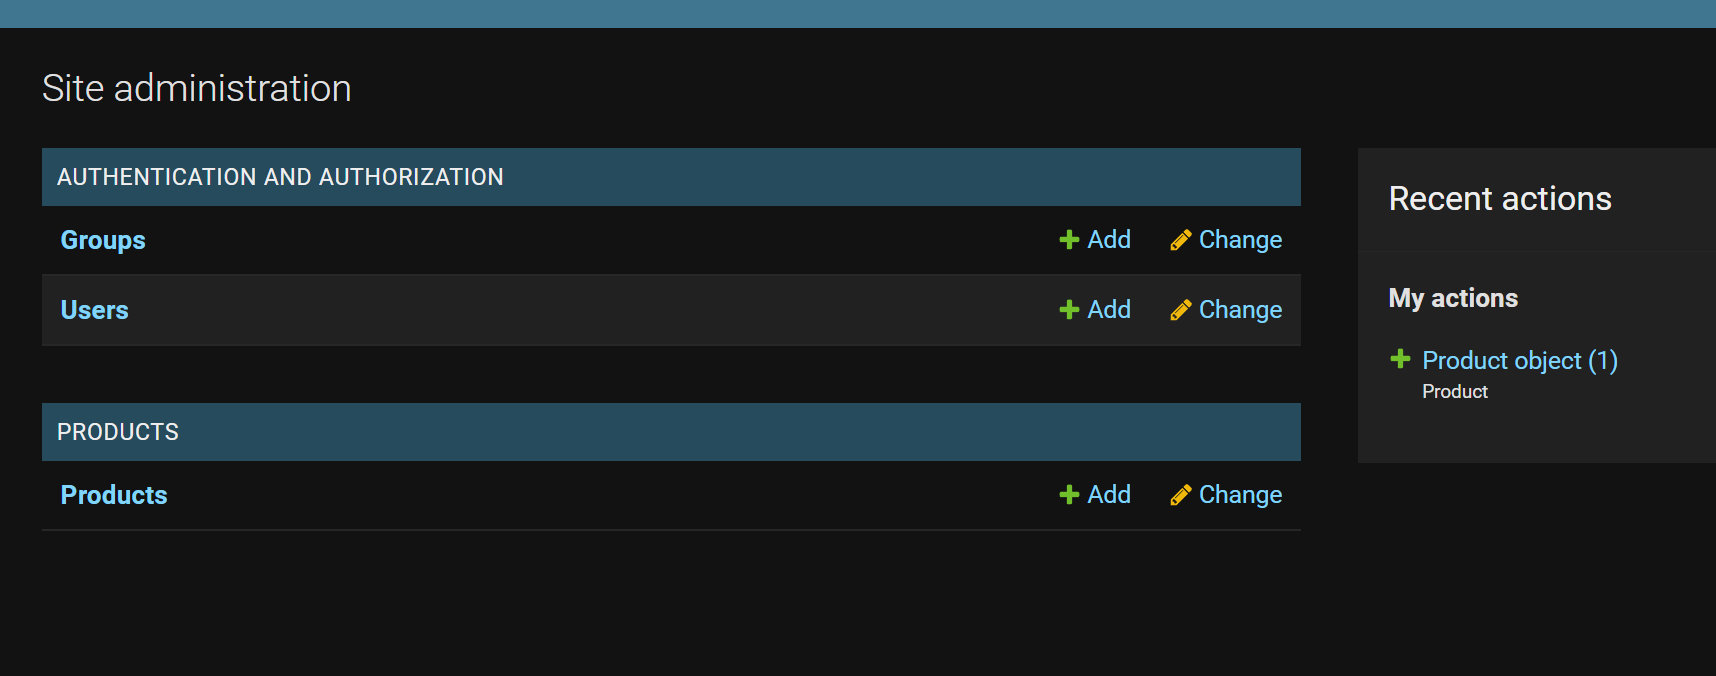 Site administration
AUTHENTICATION AND AUTHORIZATION
Groups Add Change
Users Add Change
PRODUCTS
Products Add Change
Recent actions
My actions
Product object (1)
Product